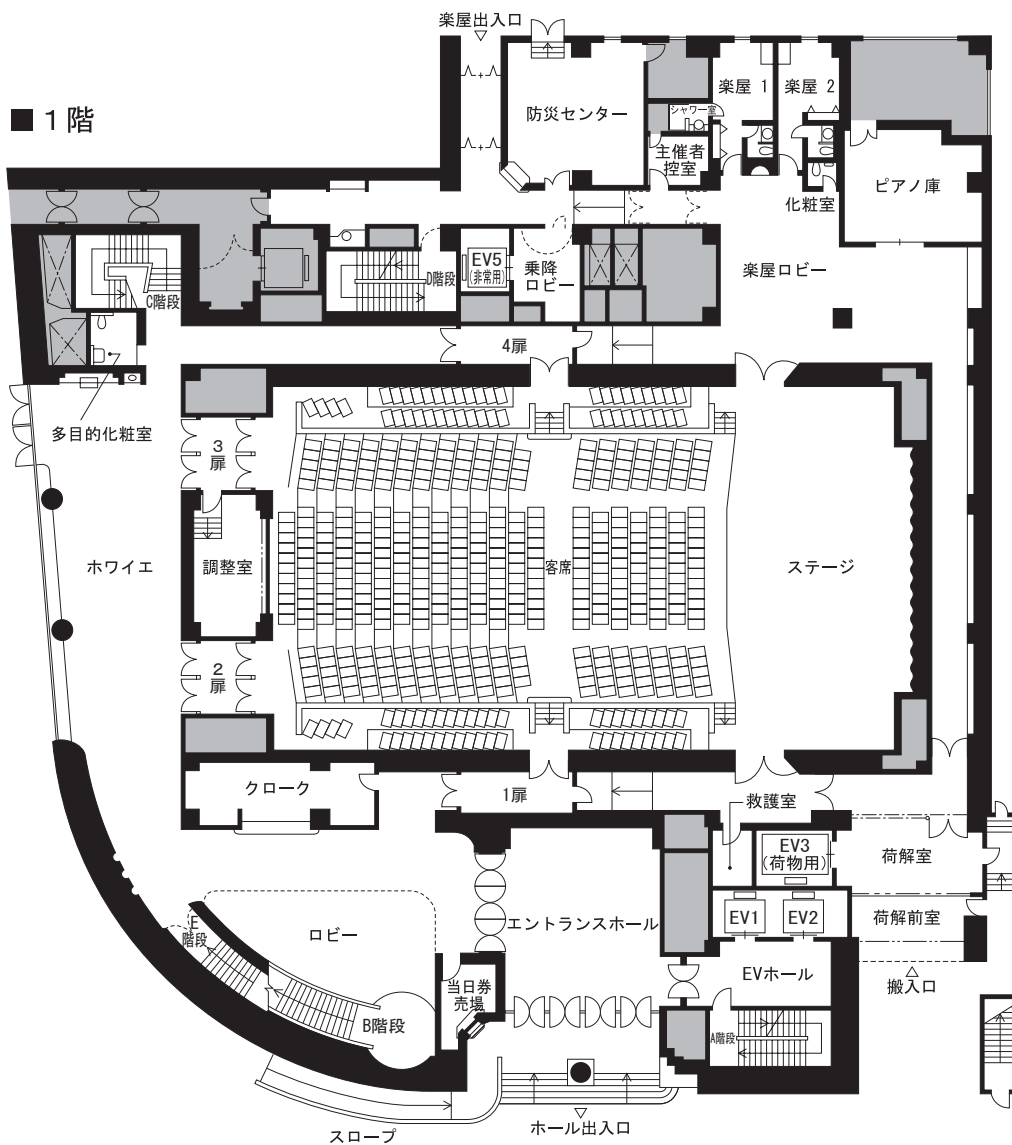 楽屋出入口
■ 1階
防災センター
楽屋 1
楽屋 2
シャワー室
主催者
控室
化粧室
ピアノ庫
EV5
(非常用)
乗降
ロビー
D階段
C階段
楽屋ロビー
4扉
多目的化粧室
3
扉
ホワイエ
調整室
客席
ステージ
2
扉
クローク
1扉
救護室
EV3
(荷物用)
荷解室
E
階段
ロビー
エントランスホール
EV1
EV2
荷解前室
当日券
売場
EVホール
搬入口
B階段
A階段
スロープ
ホール出入口